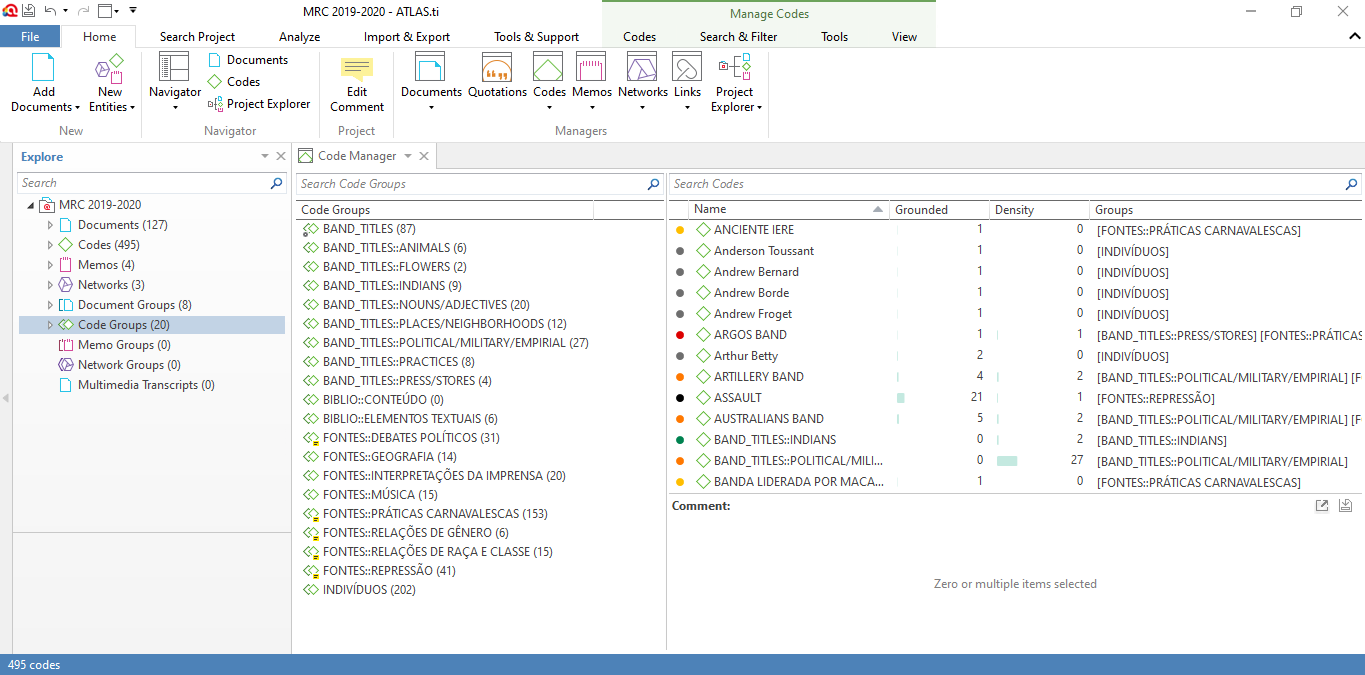 MRC 2019-2020 - ATLAS.ti
Manage Codes
File Home Search Project Analyze Import & Export Tools & Support Codes Search & Filter Tools View
Add Documents
New Entities
New
Navigator
Documents
Codes
Project Explorer
Navigator
Edit Comment
Project
Documents Quotations Codes Memos Networks Links Project Explorer
Managers
Explore
Search
MRC 2019-2020
Documents (127)
Codes (495)
Memos (4)
Networks (3)
Document Groups (8)
Code Groups (20)
Memo Groups (0)
Network Groups (0)
Multimedia Transcripts (0)
Code Manager
Search Code Groups
Code Groups
BAND_TITLES (87)
BAND_TITLES::ANIMALS (6)
BAND_TITLES::FLOWERS (2)
BAND_TITLES::INDIANS (9)
BAND_TITLES::NOUNS/ADJECTIVES (20)
BAND_TITLES::PLACES/NEIGHBORHOODS (12)
BAND_TITLES::POLITICAL/MILITARY/EMPIRIAL (27)
BAND_TITLES::PRACTICES (8)
BAND_TITLES::PRESS/STORES (4)
BIBLIO::CONTEÚDO (0)
BIBLIO::ELEMENTOS TEXTUAIS (6)
FONTES::DEBATES POLÍTICOS (31)
FONTES::GEOGRAFIA (14)
FONTES::INTERPRETAÇÕES DA IMPRENSA (20)
FONTES::MÚSICA (15)
FONTES::PRÁTICAS CARNAVALESCAS (153)
FONTES::RELAÇÕES DE GÊNERO (6)
FONTES::RELAÇÕES DE RAÇA E CLASSE (15)
FONTES::REPRESSÃO (41)
INDIVÍDUOS (202)
Search Codes
Name Grounded Density Groups
ANCIENTE IERE 1 0 [FONTES::PRÁTICAS CARNAVALESCAS]
Anderson Toussant 1 0 [INDIVÍDUOS]
Andrew Bernard 1 0 [INDIVÍDUOS]
Andrew Borde 1 0 [INDIVÍDUOS]
Andrew Froget 1 0 [INDIVÍDUOS]
ARGOS BAND 1 1 [BAND_TITLES::PRESS/STORES] [FONTES::PRÁTICAS
Arthur Betty 2 0 [INDIVÍDUOS]
ARTILLERY BAND 4 2 [BAND_TITLES::POLITICAL/MILITARY/EMPIRIAL] [F
ASSAULT 21 1 [FONTES::REPRESSÃO]
AUSTRALIANS BAND 5 2 [BAND_TITLES::POLITICAL/MILITARY/EMPIRIAL] [F
BAND_TITLES::INDIANS 0 2 [BAND_TITLES::INDIANS]
BAND_TITLES::POLITICAL/MILI... 0 27 [BAND_TITLES::POLITICAL/MILITARY/EMPIRIAL]
BANDA LIDERADA POR MACA... 1 0 [FONTES::PRÁTICAS CARNAVALESCAS]
Comment:
Zero or multiple items selected
495 codes